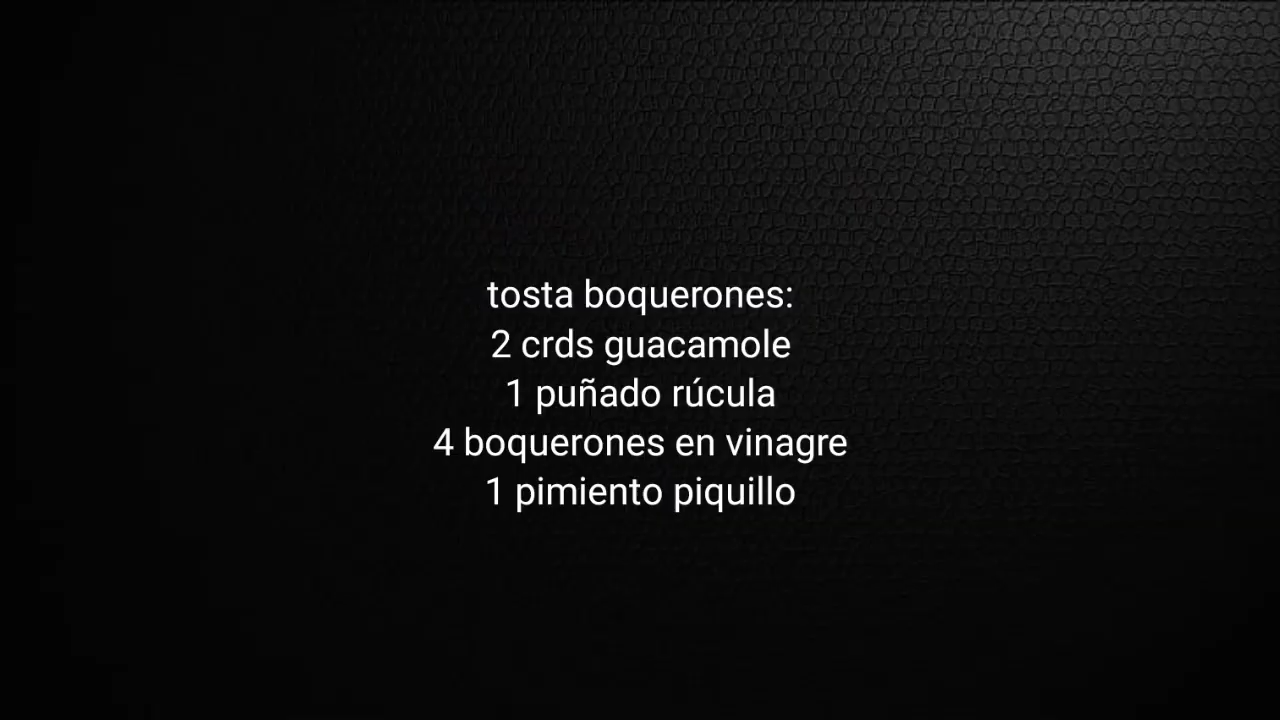 tosta boquerones:
2 crds guacamole
1 puñado rúcula
4 boquerones en vinagre
1 pimiento piquillo